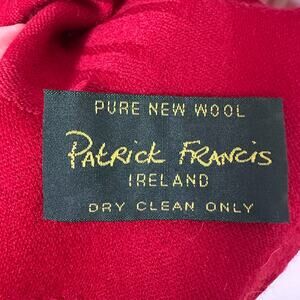 PURE NEW WOOL
PATRICK FRANCIS
IRELAND
DRY CLEAN ONLY